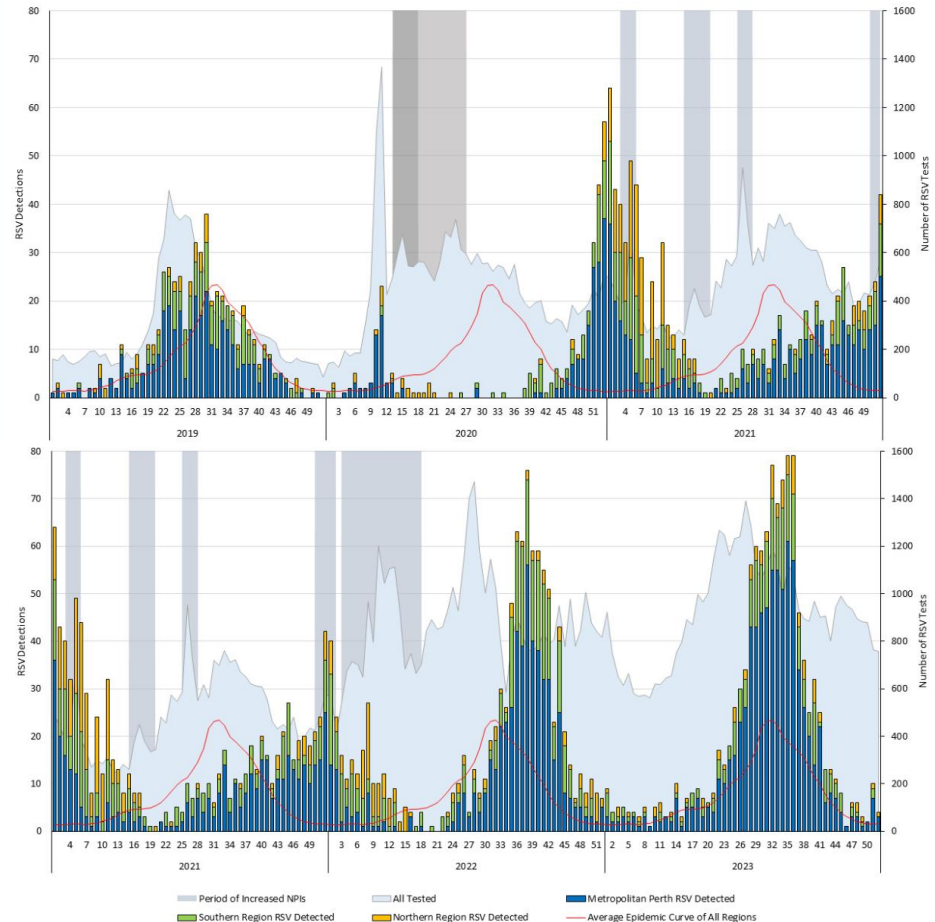 80 1600
70 1400
60 1200
50 1000
40 800
30 600
20 400
10 200
0 0
RSV Detections
Number of RSV Tests
4 7 10 13 16 19 22 25 28 31 34 37 40 43 46 49 3 6 9 12 15 18 21 24 27 30 33 36 39 42 45 48 51 4 7 10 13 16 19 22 25 28 31 34 37 40 43 46 49
2019 2020 2021
80 1600
70 1400
60 1200
50 1000
40 800
30 600
20 400
10 200
0 0
RSV Detections
Number of RSV Tests
4 7 10 13 16 19 22 25 28 31 34 37 40 43 46 49 3 6 9 12 15 18 21 24 27 30 33 36 39 42 45 48 51 2 5 8 11 14 17 20 23 26 29 32 35 38 41 44 47 50
2021 2022 2023
Period of Increased NPIs All Tested Metropolitan Perth RSV Detected
Southern Region RSV Detected Northern Region RSV Detected Average Epidemic Curve of All Regions